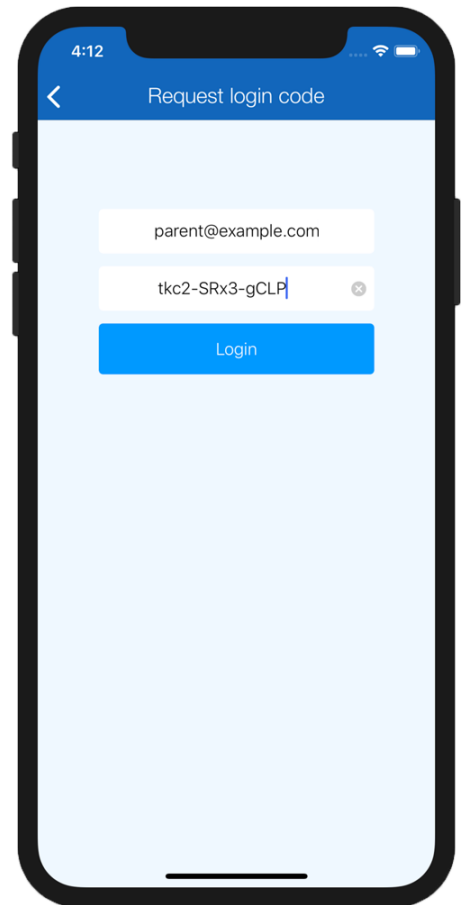 4:12
Request login code
parent@example.com
tkc2-SRx3-gCLP
Login